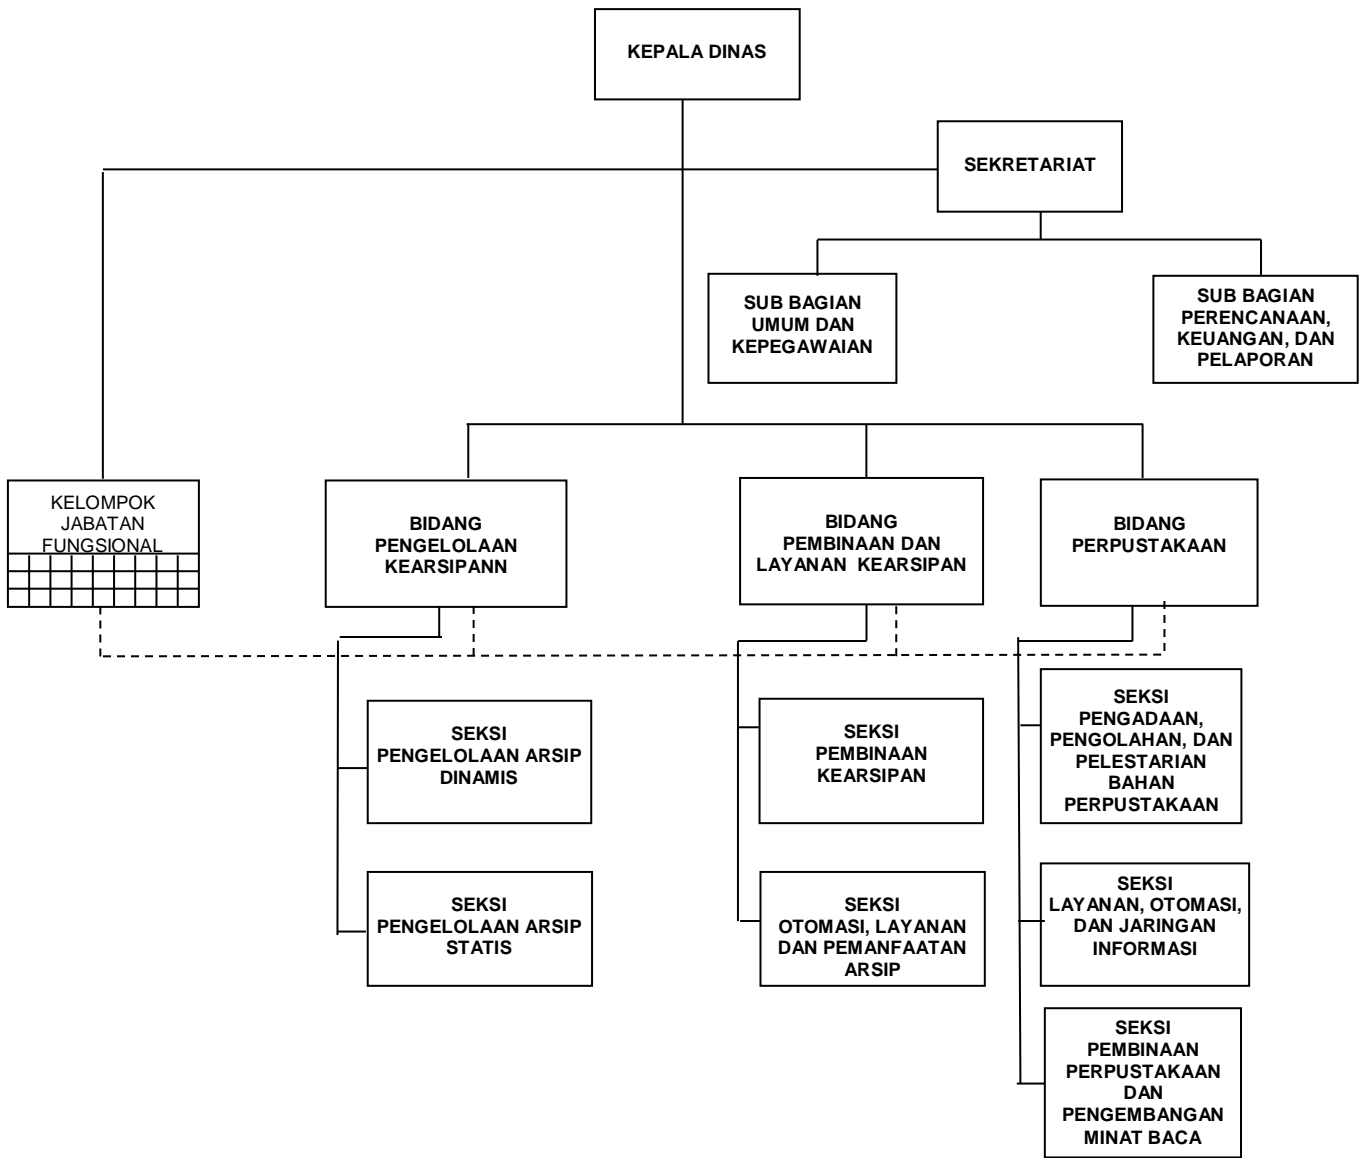 KEPALA DINAS
SEKRETARIAT
SUB BAGIAN
UMUM DAN
KEPEGAWAIAN
SUB BAGIAN
PERENCANAAN,
KEUANGAN, DAN
PELAPORAN
KELOMPOK
JABATAN
FUNGSIONAL
BIDANG
PENGELOLAAN
KEARSIPANN
BIDANG
PEMBINAAN DAN
LAYANAN KEARSIPAN
BIDANG
PERPUSTAKAAN
SEKSI
PENGELOLAAN ARSIP
DINAMIS
SEKSI
PEMBINAAN
KEARSIPAN
SEKSI
PENGADAAN,
PENGOLAHAN, DAN
PELESTARIAN
BAHAN
PERPUSTAKAAN
SEKSI
PENGELOLAAN ARSIP
STATIS
SEKSI
OTOMASI, LAYANAN
DAN PEMANFAATAN
ARSIP
SEKSI
LAYANAN, OTOMASI,
DAN JARINGAN
INFORMASI
SEKSI
PEMBINAAN
PERPUSTAKAAN
DAN
PENGEMBANGAN
MINAT BACA